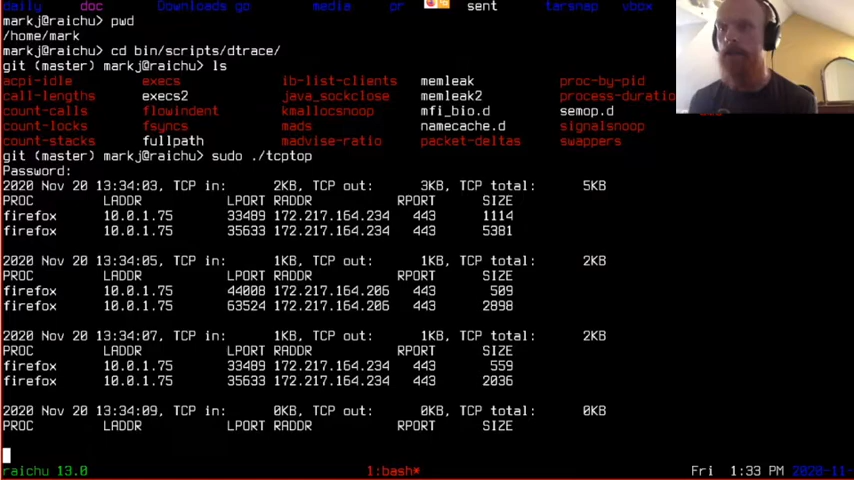 daily doc Downloads go media pr sent tarsnap vbox
markj@raichu> pwd
/home/mark
markj@raichu> cd bin/scripts/dtrace/
git (master) markj@raichu> ls
acpi-idle execs ib-list-clients memleak proc-by-pid
call-lengths execs2 java_sockclose memleak2 process-duratio
count-calls flowindent kmallocsnoop mfi_bio.d semop.d
count-locks fsyncs mads namecache.d signalsnoop
count-stacks fullpath madvise-ratio packet-deltas swappers
git (master) markj@raichu> sudo ./tcptop
Password:
2020 Nov 20 13:34:03, TCP in: 2KB, TCP out: 3KB, TCP total: 5KB
PROC LADDR LPORT RADDR RPORT SIZE
firefox 10.0.1.75 33489 172.217.164.234 443 1114
firefox 10.0.1.75 35633 172.217.164.234 443 5381
2020 Nov 20 13:34:05, TCP in: 1KB, TCP out: 1KB, TCP total: 2KB
PROC LADDR LPORT RADDR RPORT SIZE
firefox 10.0.1.75 44008 172.217.164.206 443 509
firefox 10.0.1.75 63524 172.217.164.206 443 2898
2020 Nov 20 13:34:07, TCP in: 1KB, TCP out: 1KB, TCP total: 2KB
PROC LADDR LPORT RADDR RPORT SIZE
firefox 10.0.1.75 33489 172.217.164.234 443 559
firefox 10.0.1.75 35633 172.217.164.234 443 2036
2020 Nov 20 13:34:09, TCP in: 0KB, TCP out: 0KB, TCP total: 0KB
PROC LADDR LPORT RADDR RPORT SIZE
raichu 13.0 1:bash* Fri 1:33 PM 2020-11-